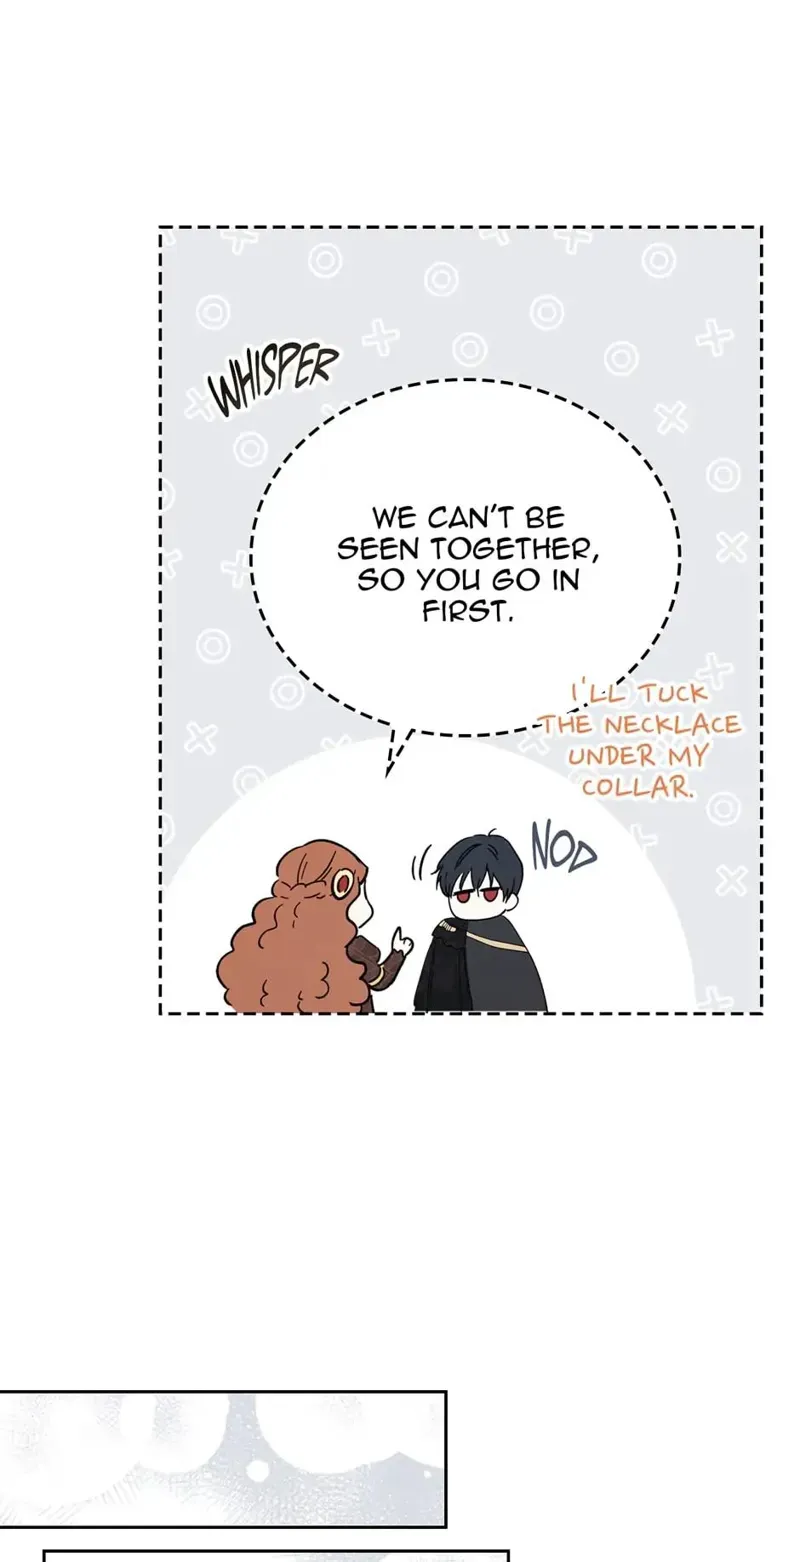 WHISPER
WE CAN'T BE
SEEN TOGETHER,
SO YOU GO IN
FIRST.
I'LL TUCK
THE NECKLACE
UNDER MY
COLLAR.
NOD